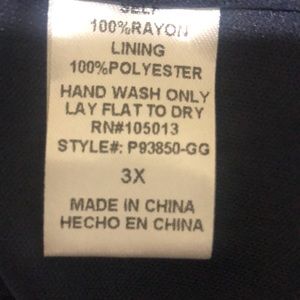 SELF
100%RAYON
LINING
100%POLYESTER
HAND WASH ONLY
LAY FLAT TO DRY
RN#105013
STYLE#: P93850-GG
3X
MADE IN CHINA
HECHO EN CHINA